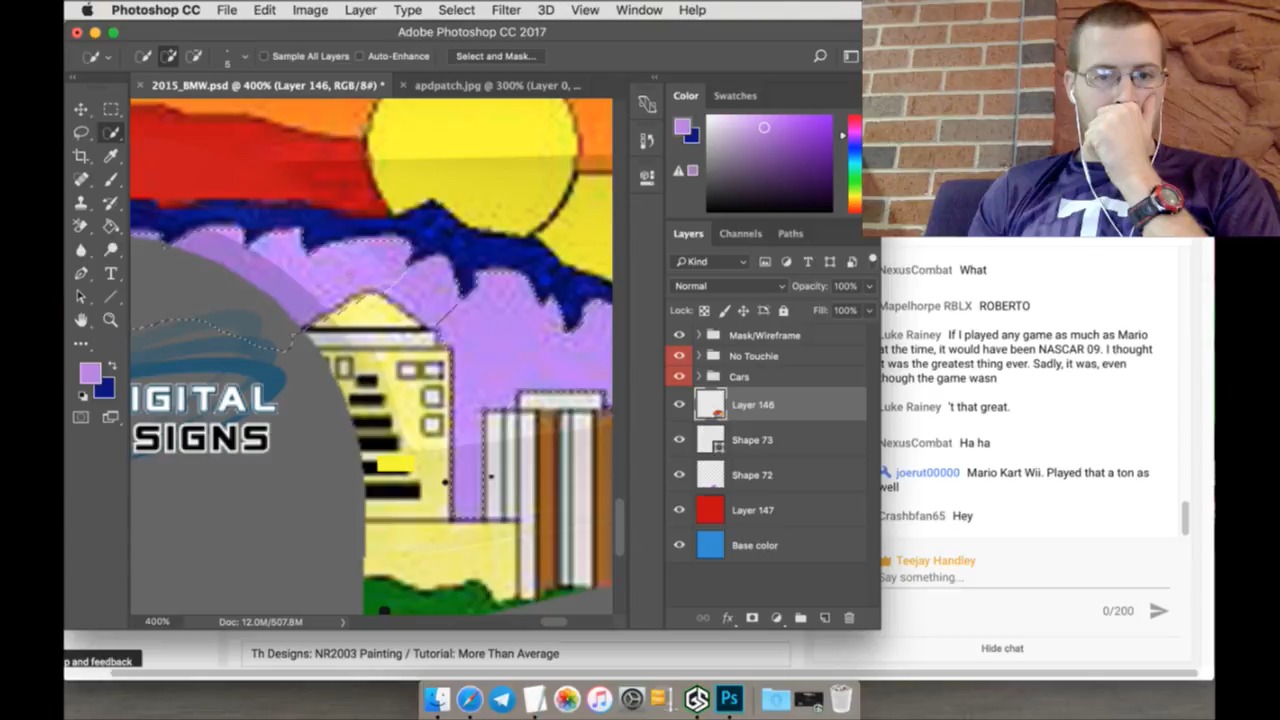 Photoshop CC File Edit Image Layer Type Select Filter 3D View Window Help
Adobe Photoshop CC 2017
5 Sample All Layers Auto-Enhance Select and Mask...
2015_BMW.psd @ 400% (Layer 146, RGB/8#) * apdpatch.jpg @ 300% (Layer 0, ...
Color Swatches
Layers Channels Paths
Kind
Normal Opacity: 100%
Lock: Fill: 100%
Mask/Wireframe
No Touchie
Cars
Layer 146
Shape 73
Shape 72
Layer 147
Base color
IGITAL
SIGNS
T
400% Doc: 12.0M/507.8M
NexusCombat What
Mapelhorpe RBLX ROBERTO
Luke Rainey If I played any game as much as Mario
at the time, it would have been NASCAR 09. I thought
it was the greatest thing ever. Sadly, it was, even
though the game wasn
Luke Rainey 't that great.
NexusCombat Ha ha
joerut00000 Mario Kart Wii. Played that a ton as
well
Crashbfan65 Hey
Teejay Handley
Say something...
0/200
Hide chat
p and feedback
Th Designs: NR2003 Painting / Tutorial: More Than Average
Ps